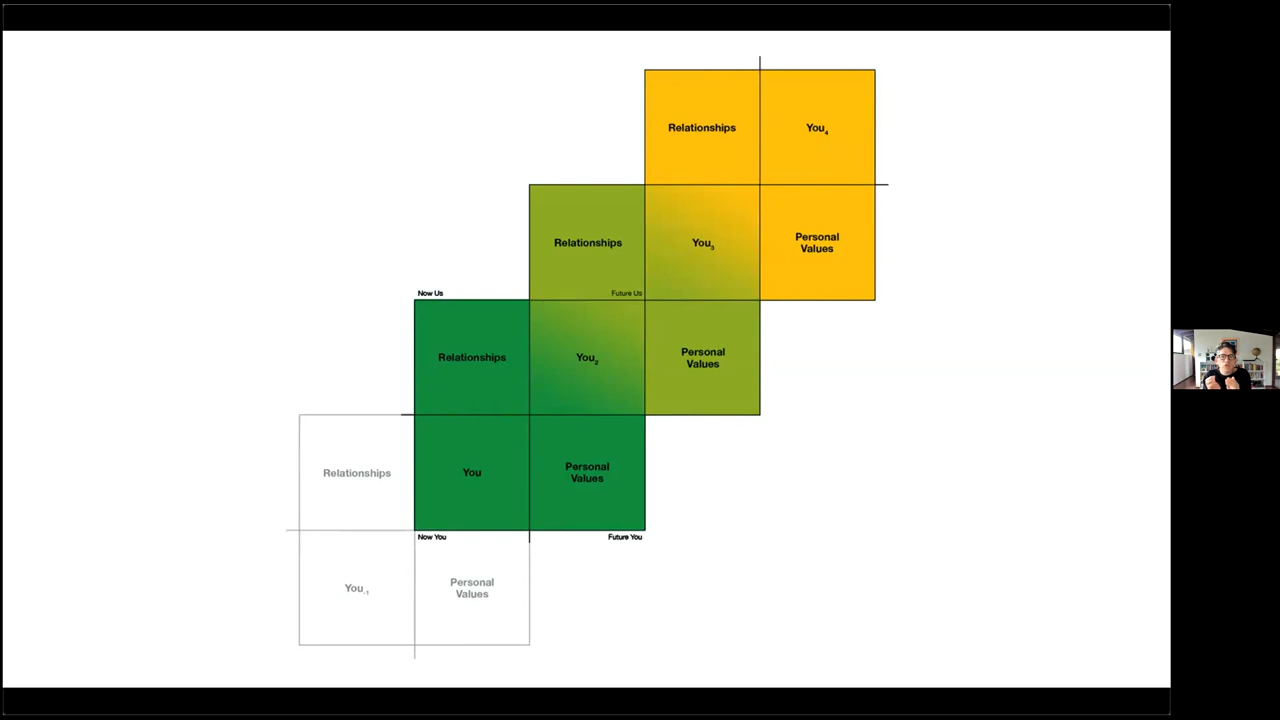 Relationships
You4
Relationships
You3
Personal
Values
Now Us
Future Us
Relationships
You2
Personal
Values
Relationships
You
Personal
Values
Now You
Future You
You-1
Personal
Values